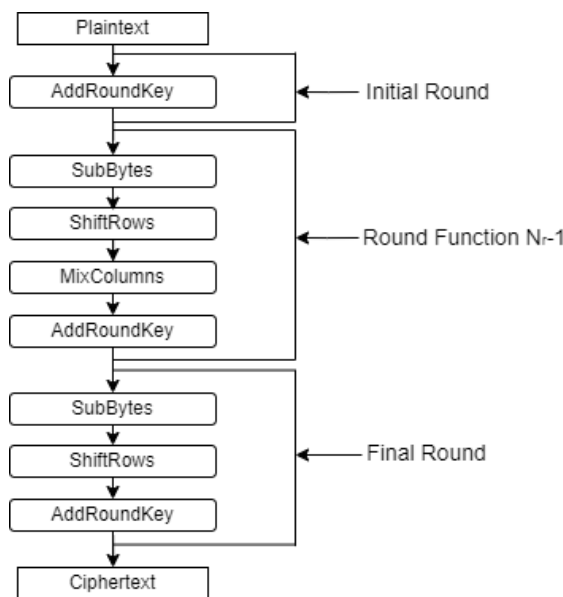 Plaintext
AddRoundKey
Initial Round
SubBytes
ShiftRows
MixColumns
AddRoundKey
Round Function Nr-1
SubBytes
ShiftRows
AddRoundKey
Final Round
Ciphertext